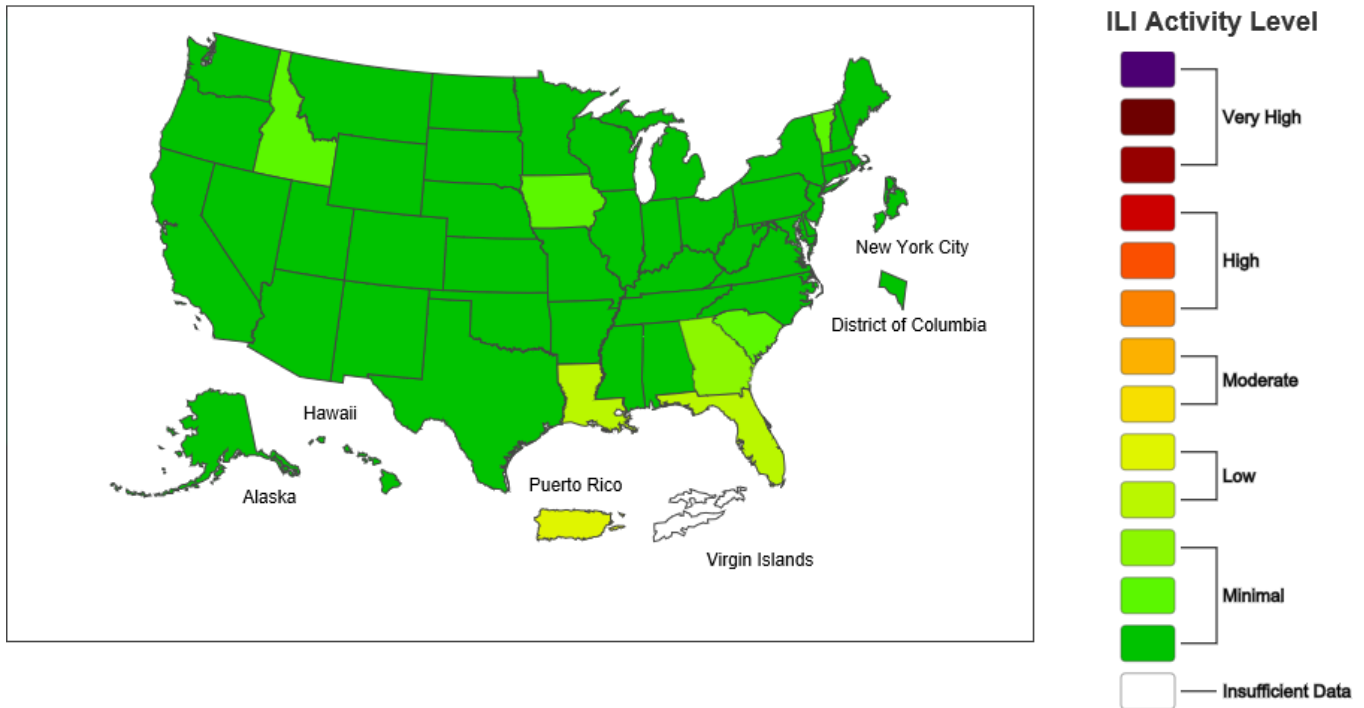 ILI Activity Level
Very High
High
Moderate
Low
Minimal
Insufficient Data
New York City
District of Columbia
Hawaii
Alaska
Puerto Rico
Virgin Islands